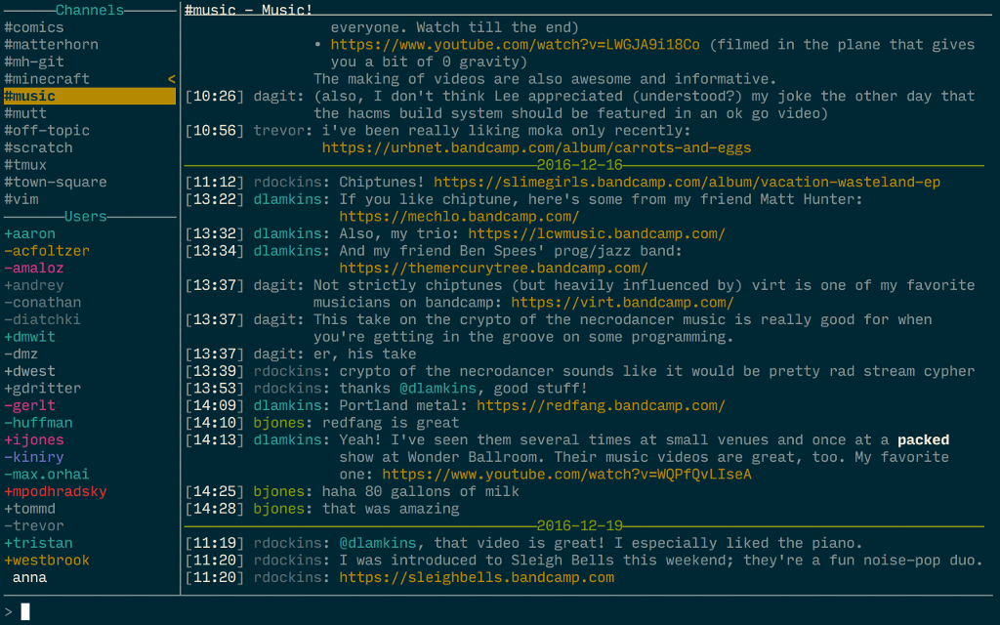 Channels
#comics
#matterhorn
#mh-git
#minecraft <
#music
#mutt
#off-topic
#scratch
#tmux
#town-square
#vim
Users
+aaron
-acfoltzer
-amaloz
+andrey
-conathan
-diatchki
+dmwit
-dmz
+dwest
+gdritter
-gerlt
-huffman
+ijones
-kiniry
-max.orhai
+mpodhradsky
+tommd
-trevor
+tristan
+westbrook
anna
#music - Music!
everyone. Watch till the end)
• https://www.youtube.com/watch?v=LWGJA9i18Co (filmed in the plane that gives
you a bit of 0 gravity)
The making of videos are also awesome and informative.
[10:26] dagit: (also, I don't think Lee appreciated (understood?) my joke the other day that
the hacms build system should be featured in an ok go video)
[10:56] trevor: i've been really liking moka only recently:
https://urbnet.bandcamp.com/album/carrots-and-eggs
2016-12-16
[11:12] rdockins: Chiptunes! https://slimegirls.bandcamp.com/album/vacation-wasteland-ep
[13:22] dlamkins: If you like chiptune, here's some from my friend Matt Hunter:
https://mechlo.bandcamp.com/
[13:32] dlamkins: Also, my trio: https://lcwmusic.bandcamp.com/
[13:34] dlamkins: And my friend Ben Spees' prog/jazz band:
https://themercurytree.bandcamp.com/
[13:37] dagit: Not strictly chiptunes (but heavily influenced by) virt is one of my favorite
musicians on bandcamp: https://virt.bandcamp.com/
[13:37] dagit: This take on the crypto of the necrodancer music is really good for when
you're getting in the groove on some programming.
[13:37] dagit: er, his take
[13:39] rdockins: crypto of the necrodancer sounds like it would be pretty rad stream cypher
[13:53] rdockins: thanks @dlamkins, good stuff!
[14:09] dlamkins: Portland metal: https://redfang.bandcamp.com/
[14:10] bjones: redfang is great
[14:13] dlamkins: Yeah! I've seen them several times at small venues and once at a packed
show at Wonder Ballroom. Their music videos are great, too. My favorite
one: https://www.youtube.com/watch?v=WQPfQvLIseA
[14:25] bjones: haha 80 gallons of milk
[14:28] bjones: that was amazing
2016-12-19
[11:19] rdockins: @dlamkins, that video is great! I especially liked the piano.
[11:20] rdockins: I was introduced to Sleigh Bells this weekend; they're a fun noise-pop duo.
[11:20] rdockins: https://sleighbells.bandcamp.com
>